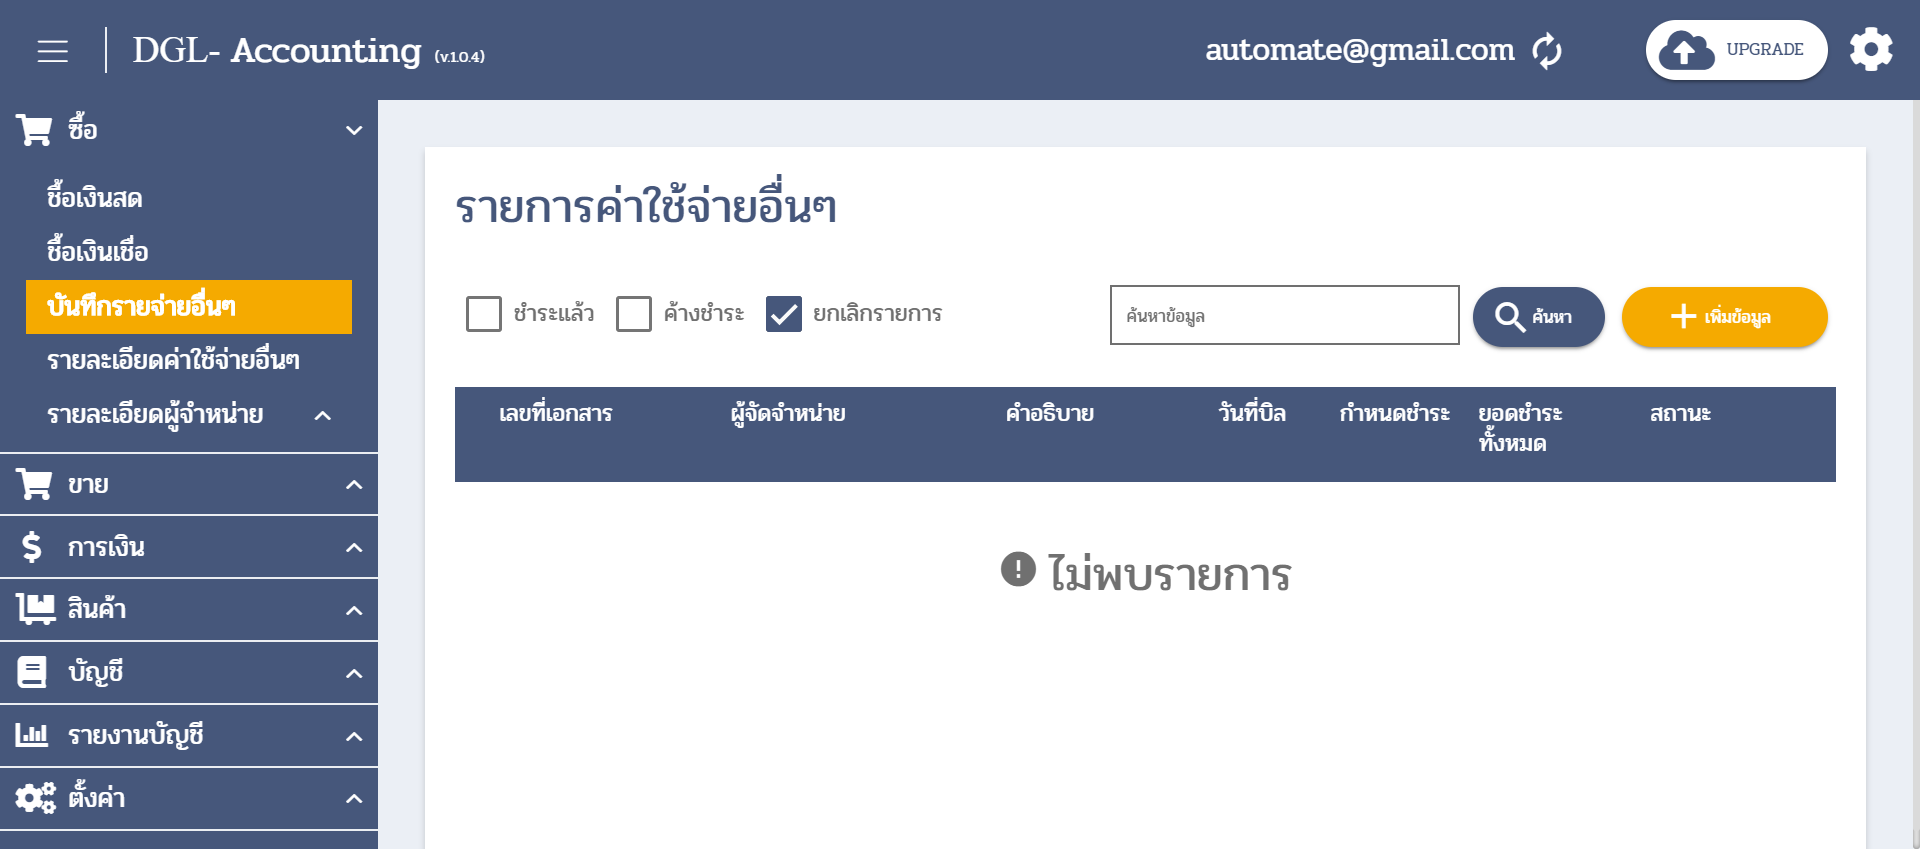 DGL- Accounting (v.1.0.4)
automate@gmail.com
UPGRADE
ซื้อ
ซื้อเงินสด
ซื้อเงินเชื่อ
บันทึกรายจ่ายอื่นๆ
รายละเอียดค่าใช้จ่ายอื่นๆ
รายละเอียดผู้จำหน่าย
ขาย
การเงิน
สินค้า
บัญชี
รายงานบัญชี
ตั้งค่า
รายการค่าใช้จ่ายอื่นๆ
ชำระแล้ว ค้างชำระ ยกเลิกรายการ
ค้นหาข้อมูล
ค้นหา
เพิ่มข้อมูล
เลขที่เอกสาร ผู้จัดจำหน่าย คำอธิบาย วันที่บิล กำหนดชำระ ยอดชำระ สถานะ
ทั้งหมด
ไม่พบรายการ